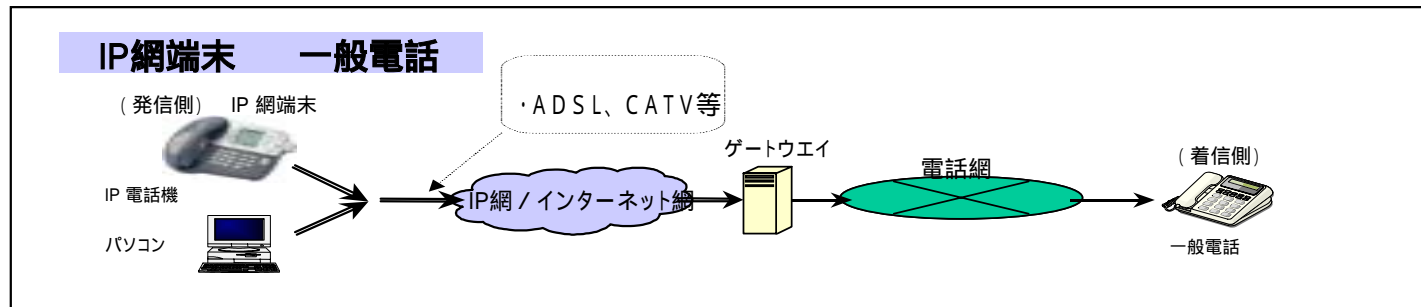 IP網端末　　一般電話
(発信側)　IP 網端末
・ADSL、CATV等
ゲートウエイ
電話網
(着信側)
IP 電話機
IP網/インターネット網
パソコン
一般電話